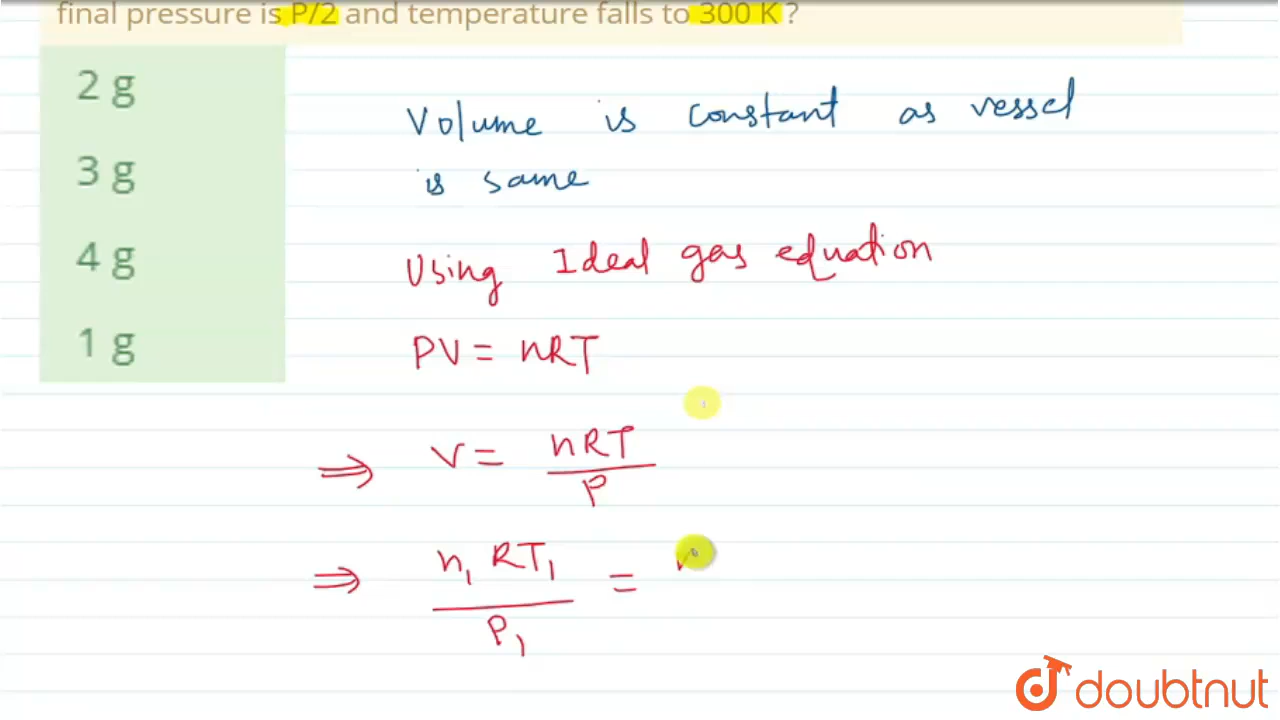 final pressure is P/2 and temperature falls to 300 K ?
2 g
3 g
4 g
1 g
Volume is constant as vessel
is same
Using Ideal gas equation
PV = nRT
⇒ V = nRT
P
⇒ n₁ RT₁ =
P₁
doubtnut